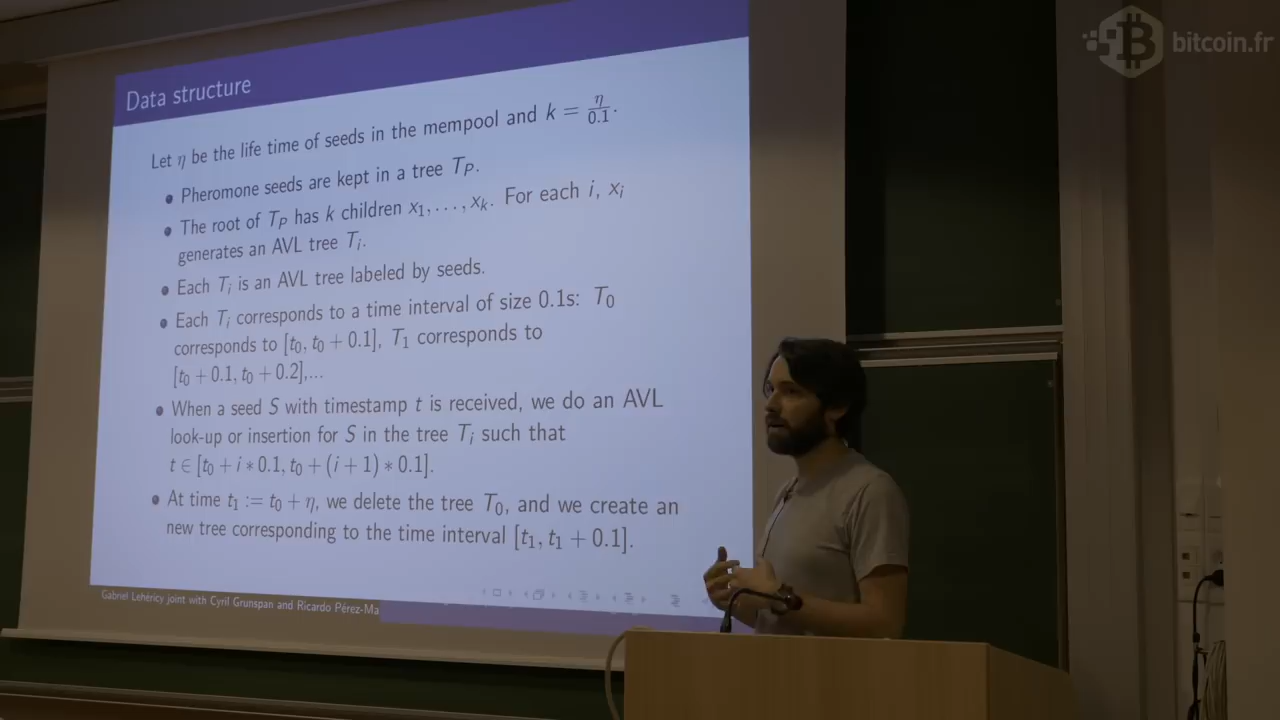 bitcoin.fr
Data structure
Let η be the life time of seeds in the mempool and k = η/0.1.
• Pheromone seeds are kept in a tree T_P.
• The root of T_P has k children x_1, . . . , x_k. For each i, x_i
generates an AVL tree T_i.
• Each T_i is an AVL tree labeled by seeds.
• Each T_i corresponds to a time interval of size 0.1s: T_0
corresponds to [t_0, t_0 + 0.1], T_1 corresponds to
[t_0 + 0.1, t_0 + 0.2],...
• When a seed S with timestamp t is received, we do an AVL
look-up or insertion for S in the tree T_i such that
t ∈ [t_0 + i * 0.1, t_0 + (i + 1) * 0.1].
• At time t_1 := t_0 + η, we delete the tree T_0, and we create an
new tree corresponding to the time interval [t_1, t_1 + 0.1].
Gabriel Lehéricy joint with Cyril Grunspan and Ricardo Pérez-Ma